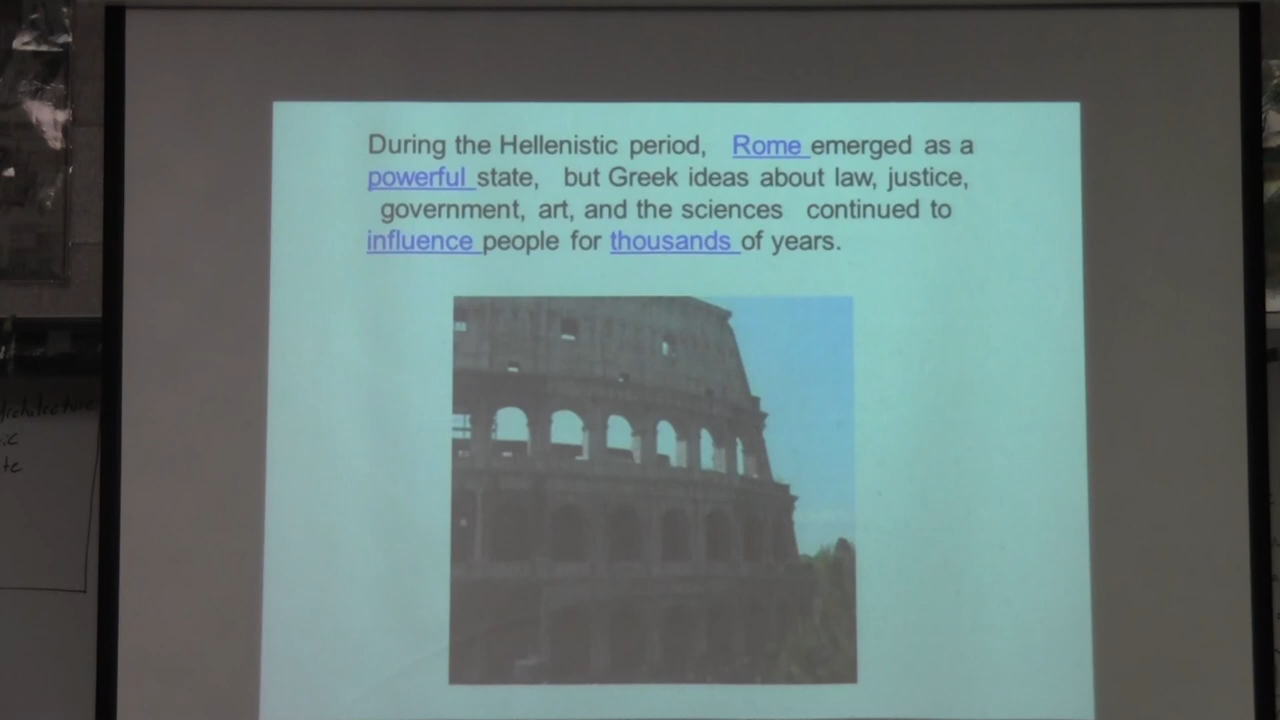 During the Hellenistic period, Rome emerged as a
powerful state, but Greek ideas about law, justice,
government, art, and the sciences continued to
influence people for thousands of years.
Architecture